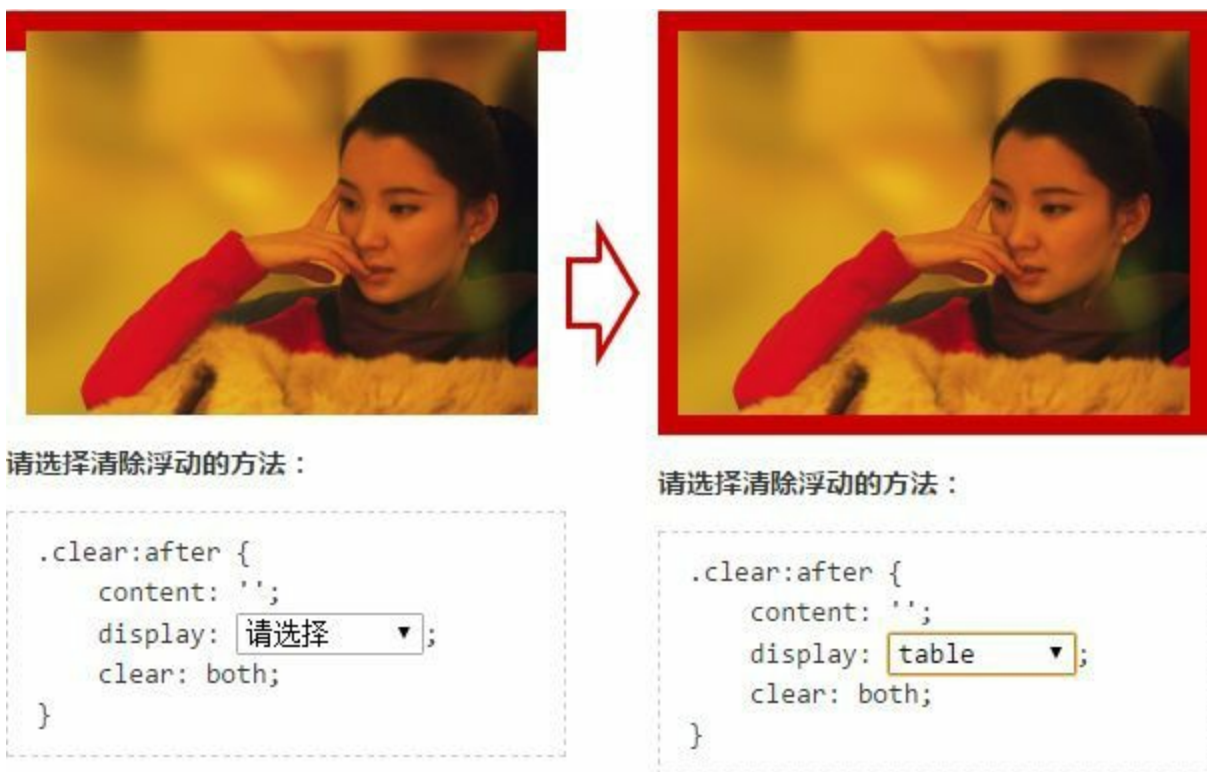 请选择清除浮动的方法：
.clear:after {
content: '';
display: 请选择 ▼;
clear: both;
}
请选择清除浮动的方法：
.clear:after {
content: '';
display: table ▼;
clear: both;
}